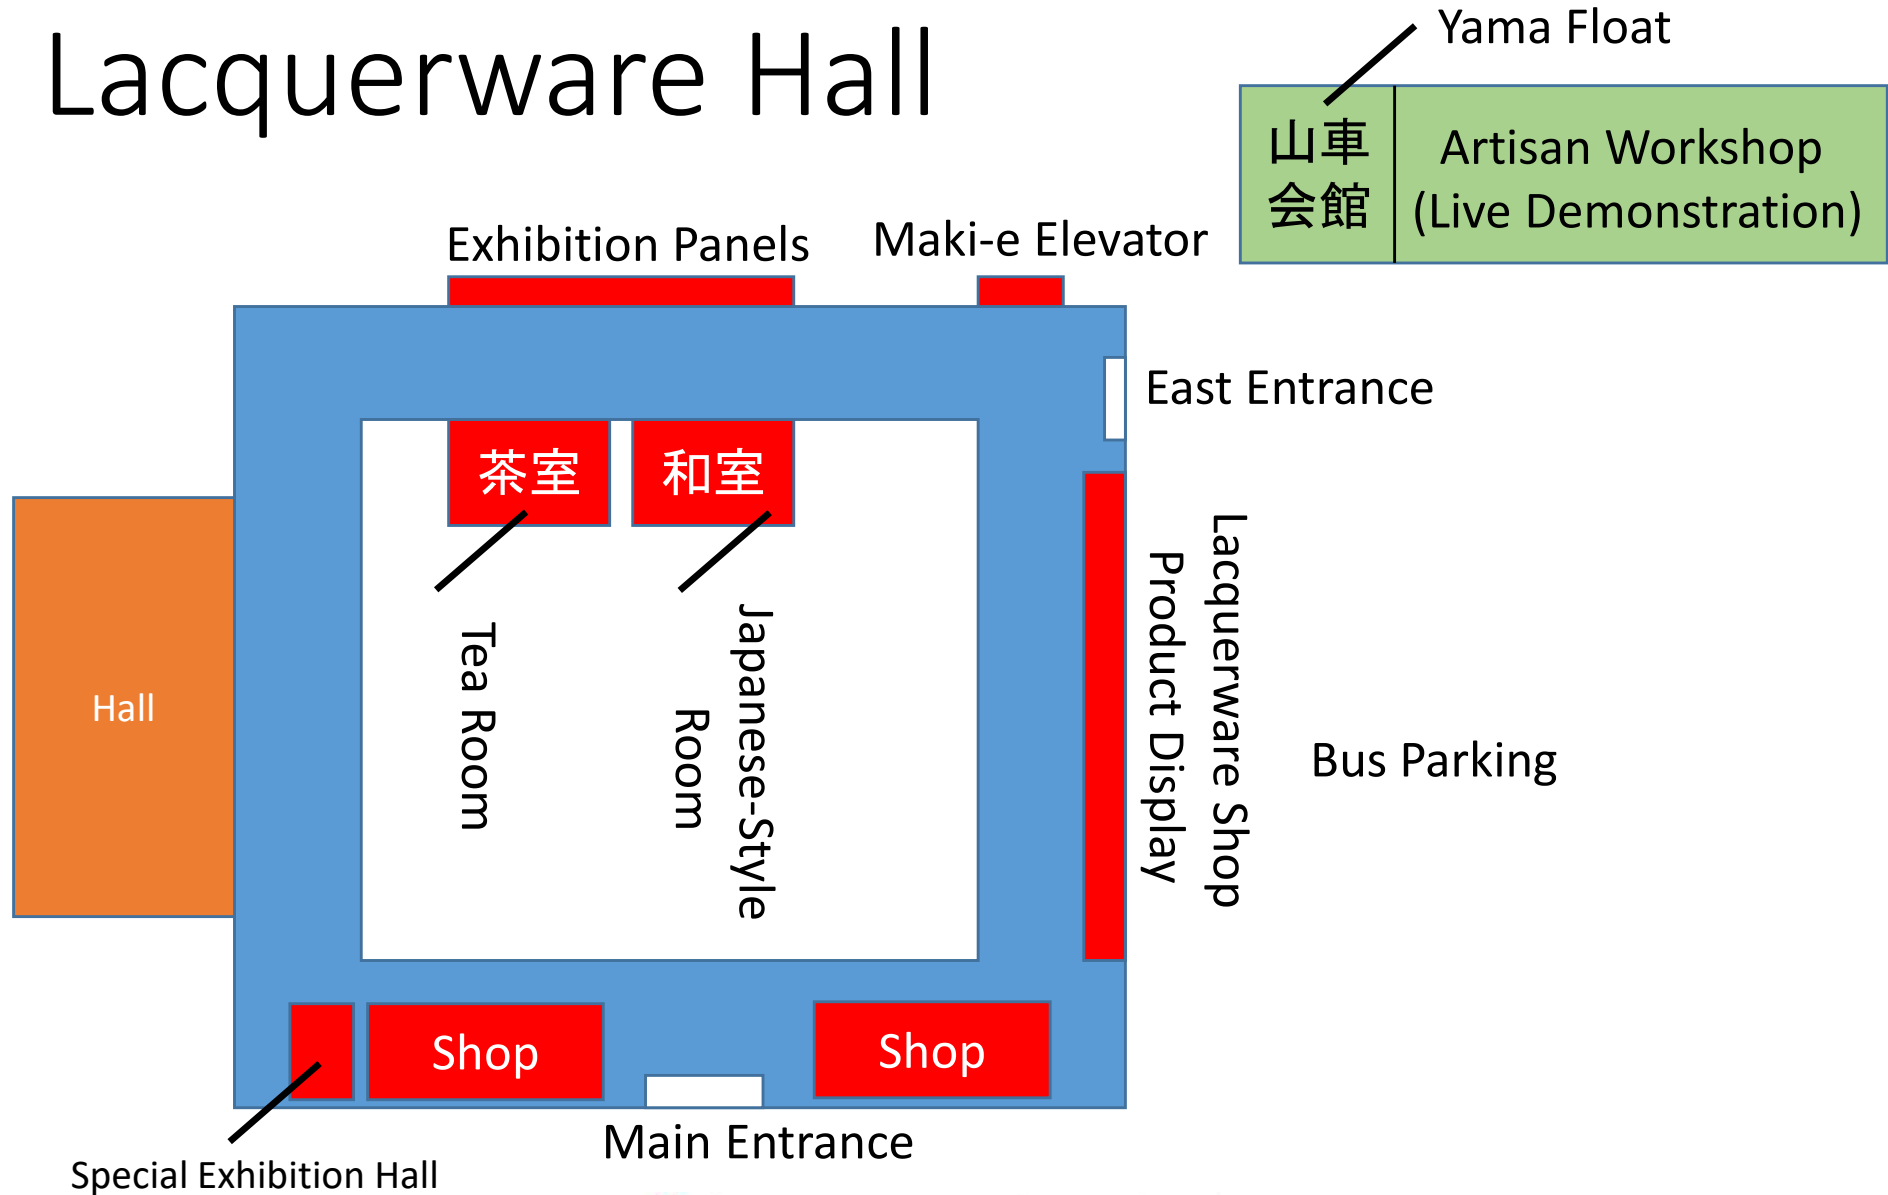 Lacquerware Hall
Yama Float
山車
会館
Artisan Workshop
(Live Demonstration)
Exhibition Panels
Maki-e Elevator
East Entrance
茶室
和室
Hall
Tea Room
Japanese-Style
Room
Lacquerware Shop
Product Display
Bus Parking
Shop
Shop
Main Entrance
Special Exhibition Hall